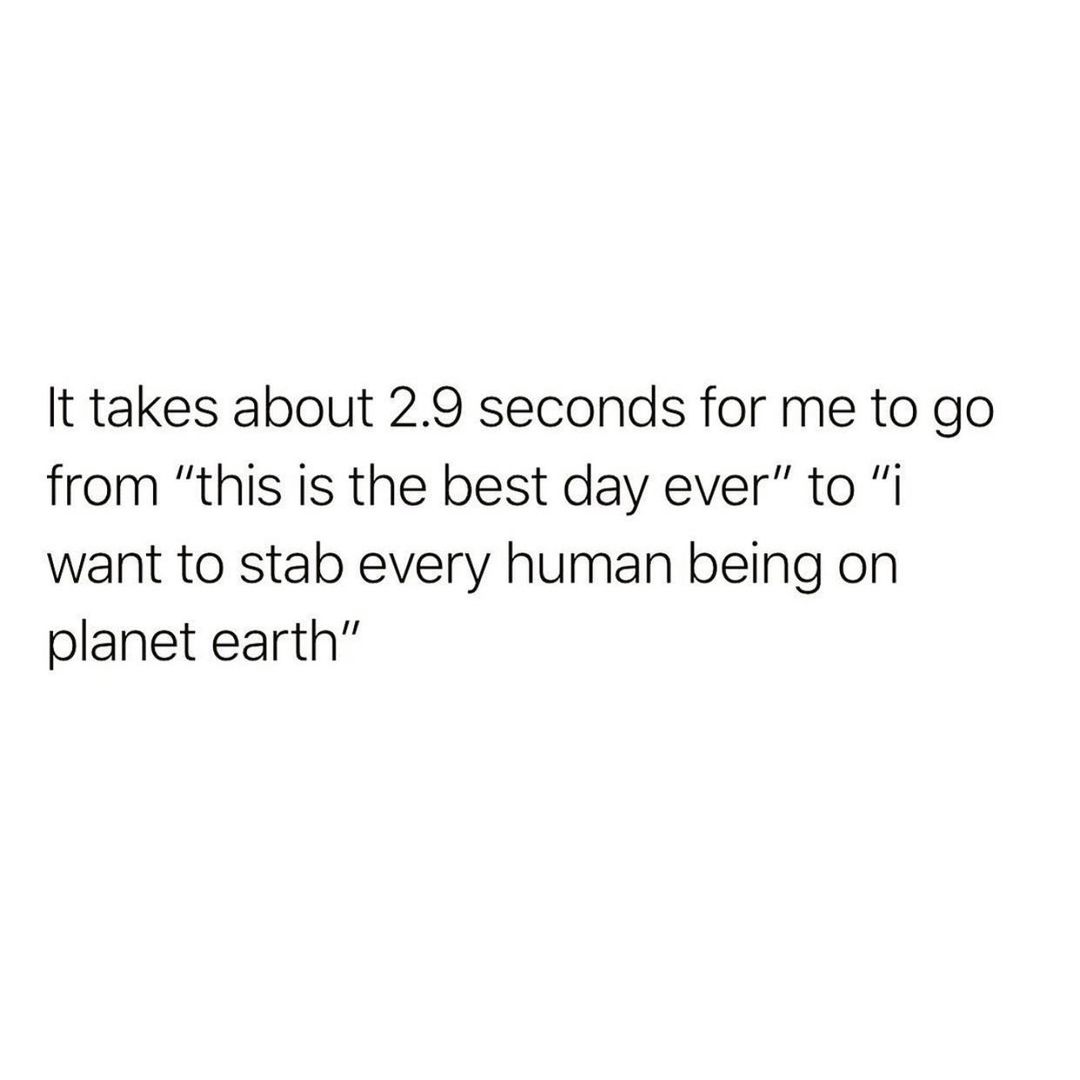 It takes about 2.9 seconds for me to go
from "this is the best day ever" to "i
want to stab every human being on
planet earth"